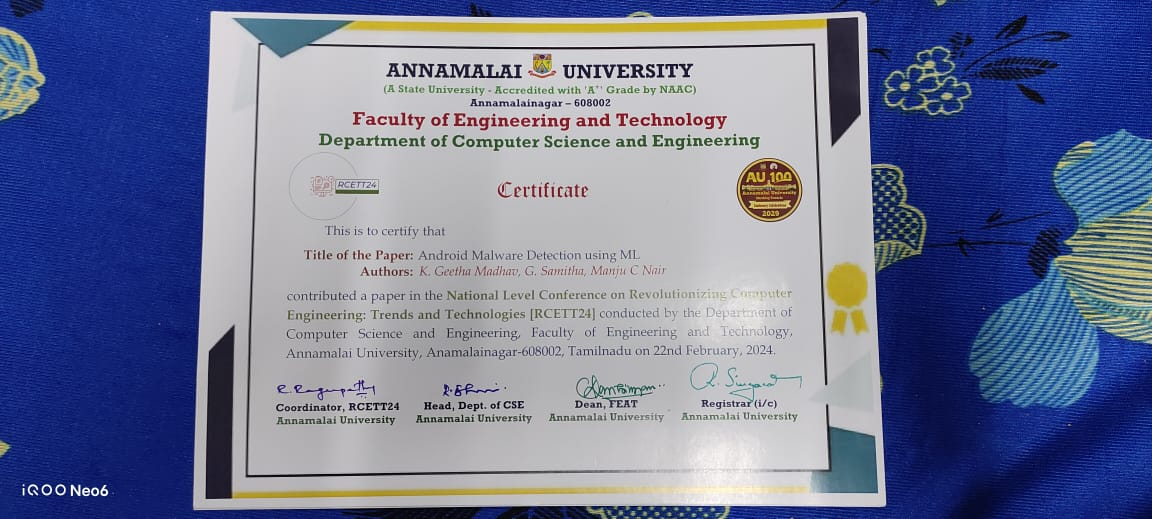 ANNAMALAI UNIVERSITY
(A State University - Accredited with 'A+' Grade by NAAC)
Annamalainagar – 608002
Faculty of Engineering and Technology
Department of Computer Science and Engineering
RCETT24
Certificate
AU 100
Annamalai University
2029
This is to certify that
Title of the Paper: Android Malware Detection using ML
Authors: K. Geetha Madhav, G. Samitha, Manju C Nair
contributed a paper in the National Level Conference on Revolutionizing Computer
Engineering: Trends and Technologies [RCETT24] conducted by the Department of
Computer Science and Engineering, Faculty of Engineering and Technology,
Annamalai University, Anamalainagar-608002, Tamilnadu on 22nd February, 2024.
Coordinator, RCETT24 Head, Dept. of CSE Dean, FEAT Registrar (i/c)
Annamalai University Annamalai University Annamalai University Annamalai University
iQOO Neo6